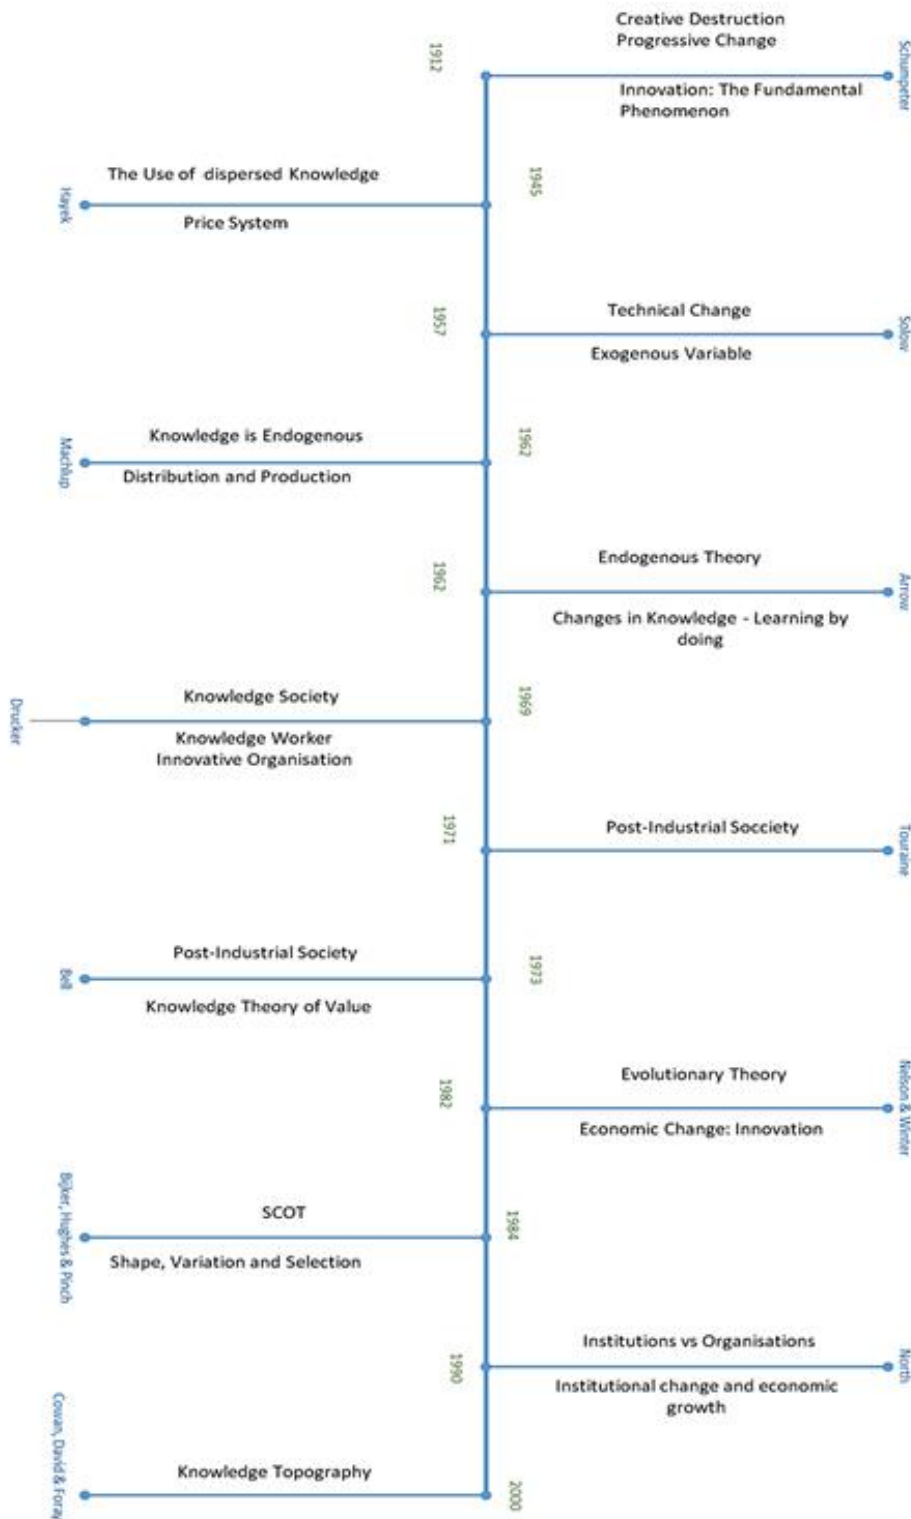 Creative Destruction
Progressive Change
1912
Schumpeter
Innovation: The Fundamental
Phenomenon
The Use of dispersed Knowledge
1945
Hayek
Price System
Technical Change
1957
Solow
Exogenous Variable
Knowledge is Endogenous
1962
Machlup
Distribution and Production
Endogenous Theory
1962
Arrow
Changes in Knowledge - Learning by
doing
Knowledge Society
1969
Drucker
Knowledge Worker
Innovative Organisation
Post-Industrial Socciety
1971
Touraine
Post-Industrial Society
1973
Bell
Knowledge Theory of Value
Evolutionary Theory
1982
Nelson & Winter
Economic Change: Innovation
SCOT
1984
Bijker, Hughes & Pinch
Shape, Variation and Selection
Institutions vs Organisations
1990
North
Institutional change and economic
growth
Knowledge Topography
2000
Cowan, David & Foray